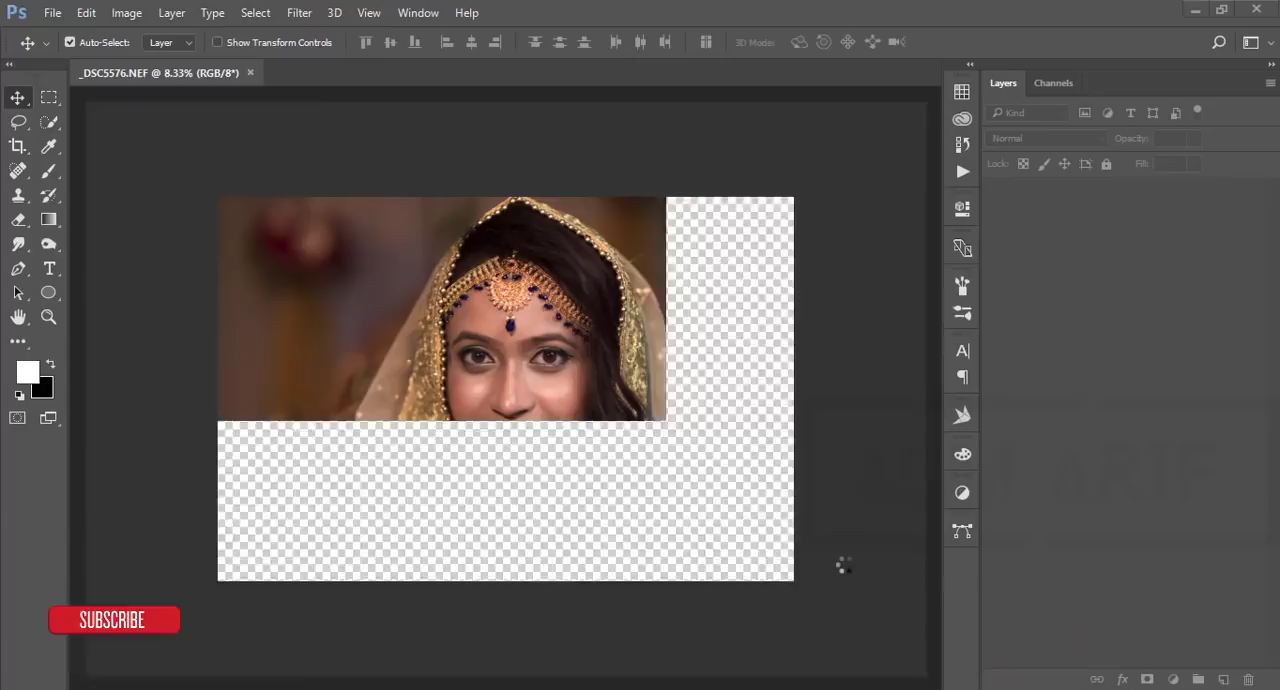 Ps File Edit Image Layer Type Select Filter 3D View Window Help
Auto-Select: Layer Show Transform Controls 3D Mode:
_DSC5576.NEF @ 8.33% (RGB/8*) ×
Layers Channels
Kind
Normal Opacity:
Lock: Fill:
ARIF
SUBSCRIBE